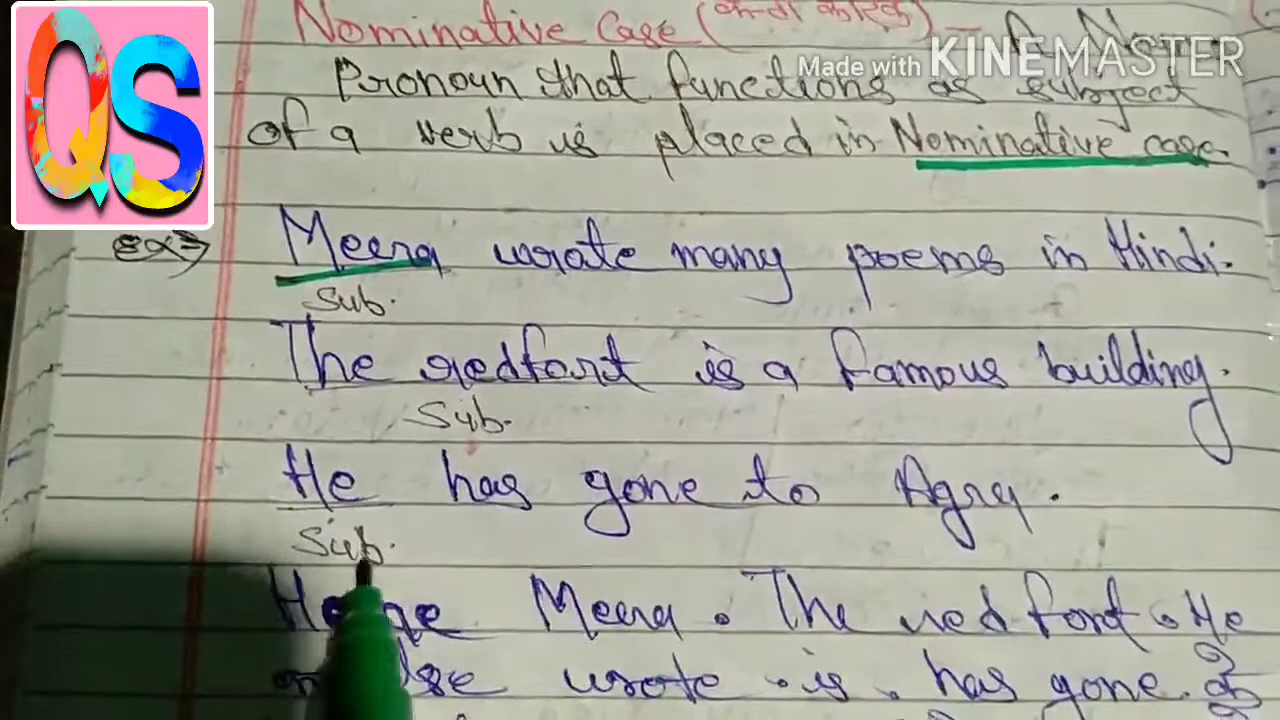 QS
Nominative Case (कर्त्ता कारक) - A Noun
Made with KINEMASTER
Pronoun that functions as subject
of a verb is placed in Nominative case.
ex⇒ Meera wrote many poems in Hindi.
Sub.
The redfort is a famous building.
Sub.
He has gone to Agra.
Sub.
Meera. The red fort. He
wrote .is. has gone.